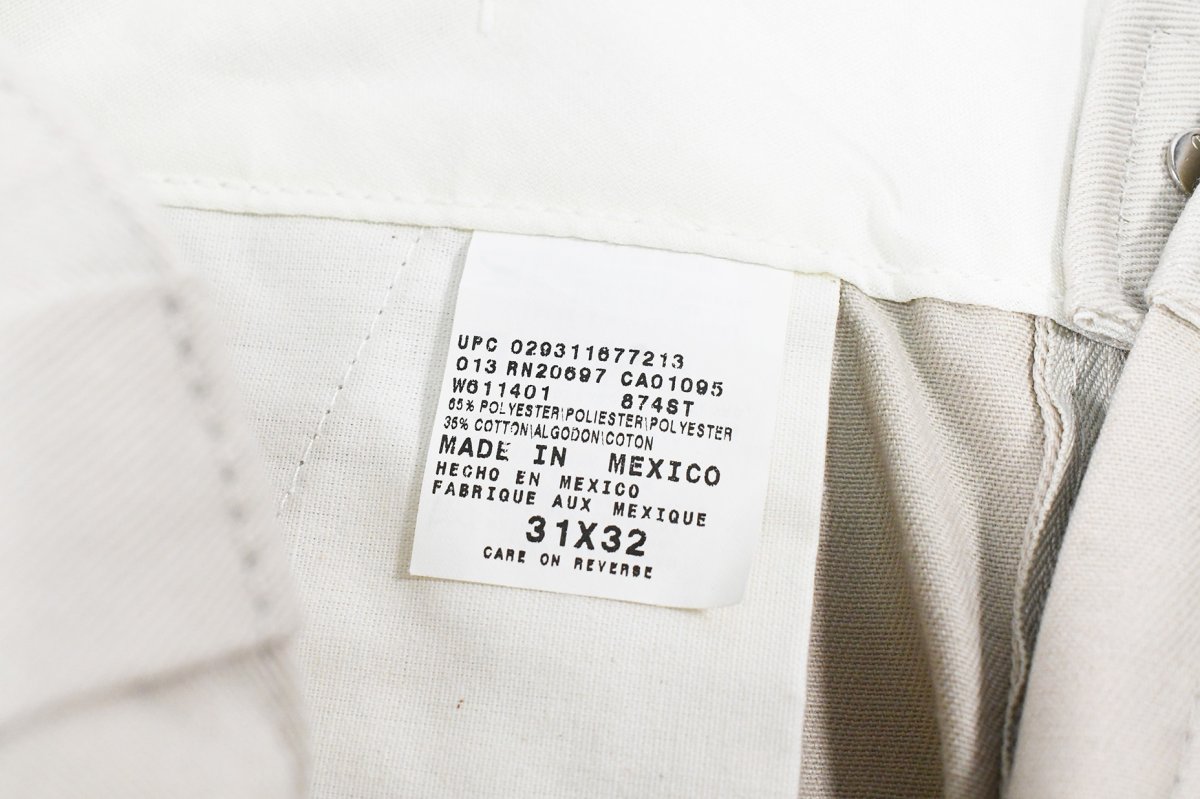 UPC 029311677213
013 RN20697 CA01095
W611401 874ST
65% POLYESTER\POLIESTER\POLYESTER
35% COTTON\ALGODON\COTON
MADE IN MEXICO
HECHO EN MEXICO
FABRIQUE AUX MEXIQUE
31X32
CARE ON REVERSE